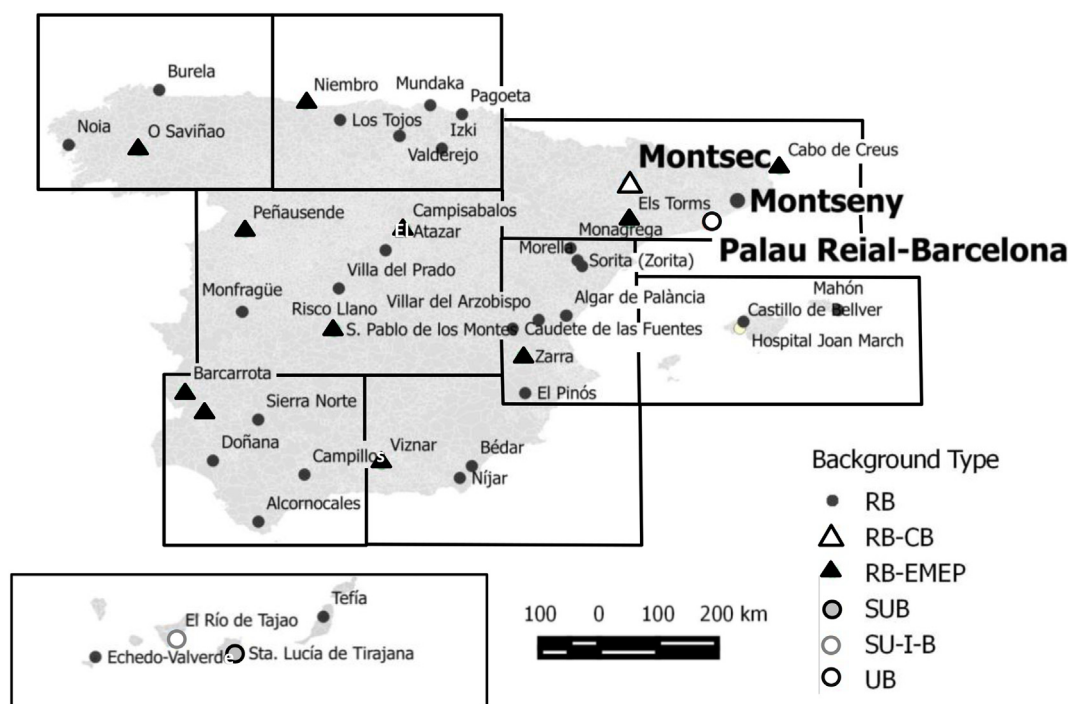 Burela
Niembro
Mundaka
Pagoeta
Noia
O Saviñao
Los Tojos
Izki
Valderejo
Montsec
Cabo de Creus
Peñausende
Campisabalos
El Atazar
Els Torms
Montseny
Monagrega
Morella
Sorita (Zorita)
Palau Reial-Barcelona
Villa del Prado
Monfragüe
Risco Llano
Villar del Arzobispo
Algar de Palància
Mahón
Castillo de Bellver
S. Pablo de los Montes
Caudete de las Fuentes
Hospital Joan March
Zarra
Barcarrota
El Pinós
Sierra Norte
Doñana
Campillos
Viznar
Bédar
Níjar
Alcornocales
Background Type
RB
RB-CB
RB-EMEP
SUB
SU-I-B
UB
Tefía
El Río de Tajao
Echedo-Valverde
Sta. Lucía de Tirajana
100 0 100 200 km